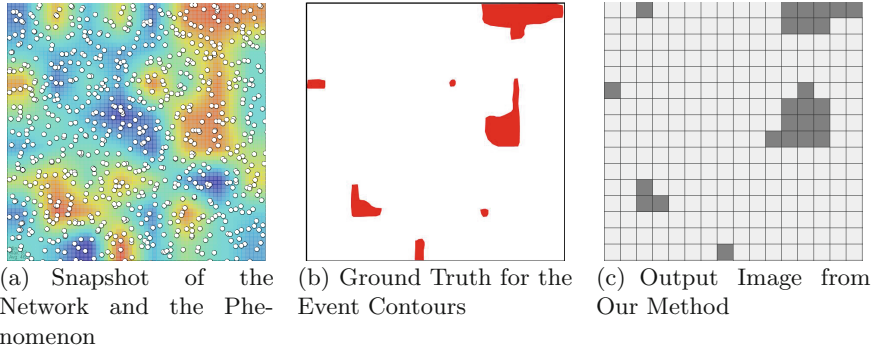 (a) Snapshot of the
Network and the Phe-
nomenon
(b) Ground Truth for the
Event Contours
(c) Output Image from
Our Method